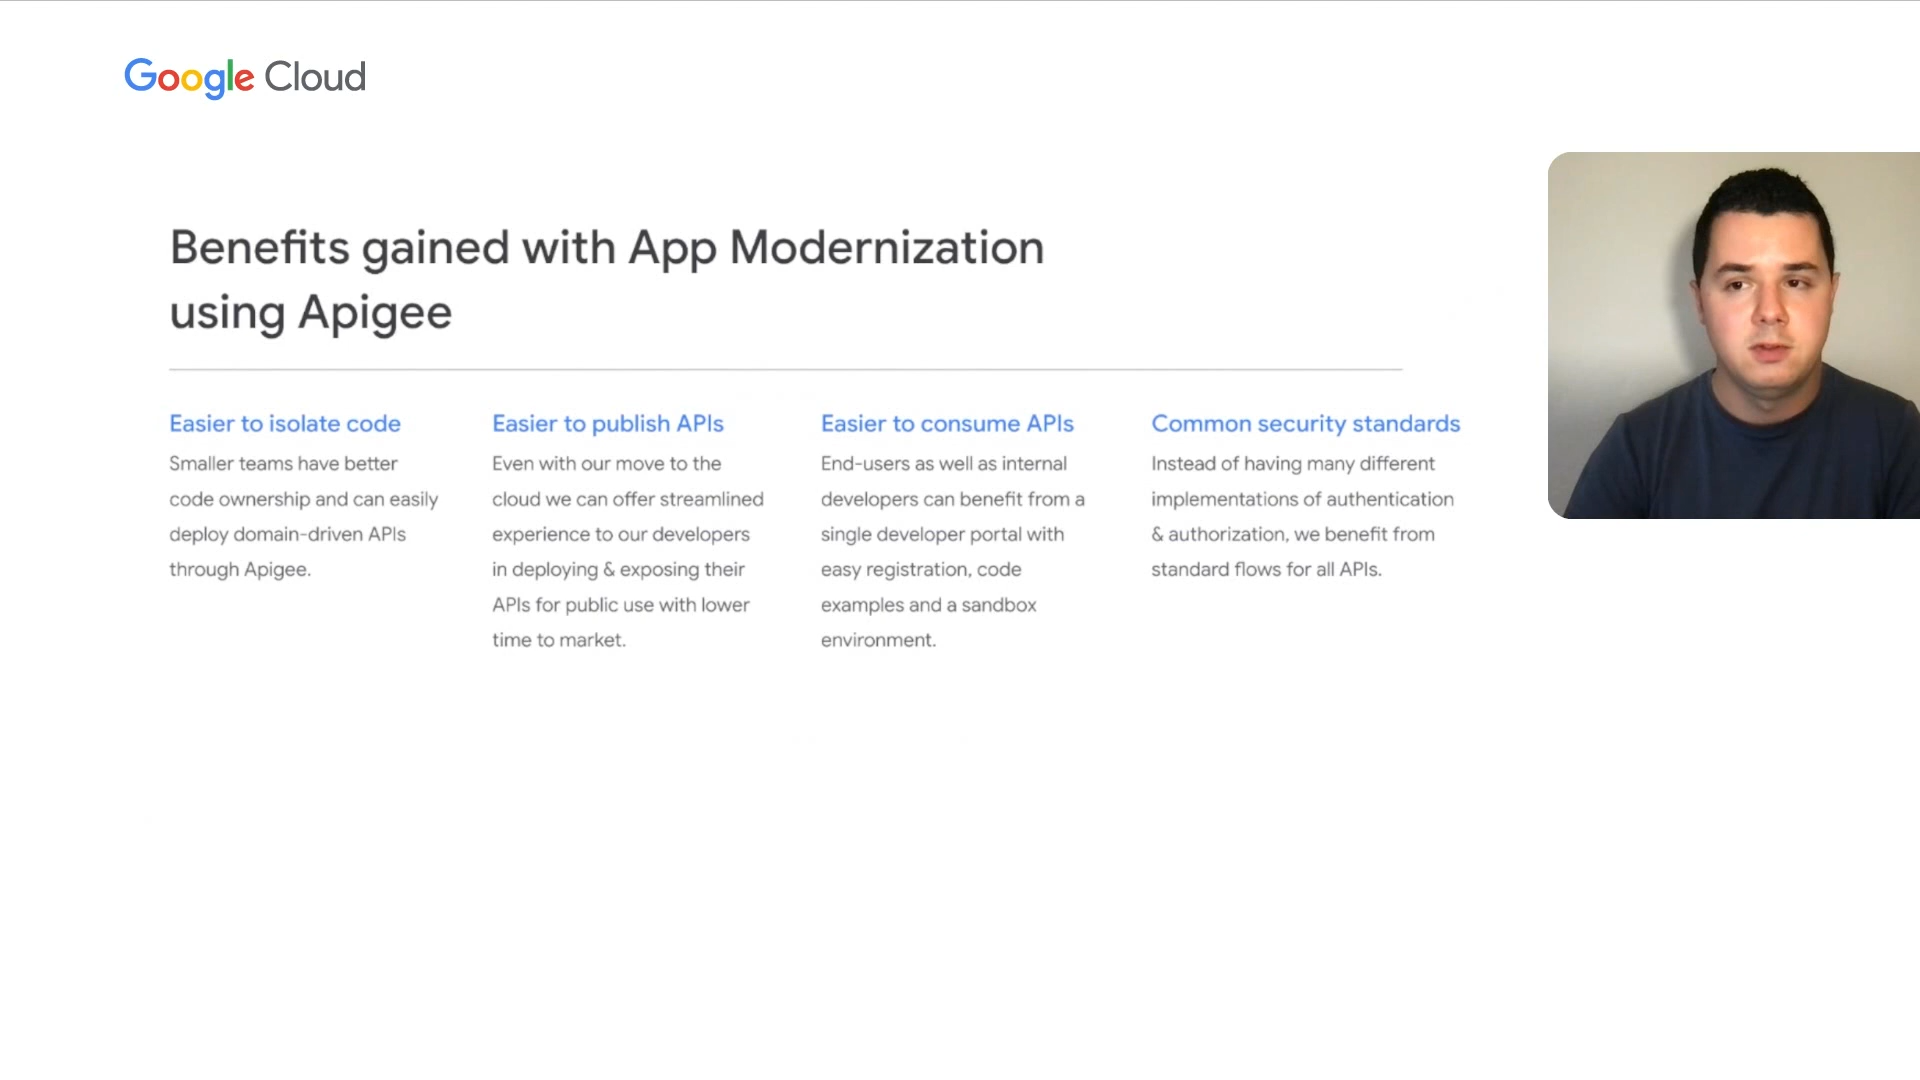 Google Cloud
Benefits gained with App Modernization
using Apigee
Easier to isolate code
Smaller teams have better
code ownership and can easily
deploy domain-driven APIs
through Apigee.
Easier to publish APIs
Even with our move to the
cloud we can offer streamlined
experience to our developers
in deploying & exposing their
APIs for public use with lower
time to market.
Easier to consume APIs
End-users as well as internal
developers can benefit from a
single developer portal with
easy registration, code
examples and a sandbox
environment.
Common security standards
Instead of having many different
implementations of authentication
& authorization, we benefit from
standard flows for all APIs.